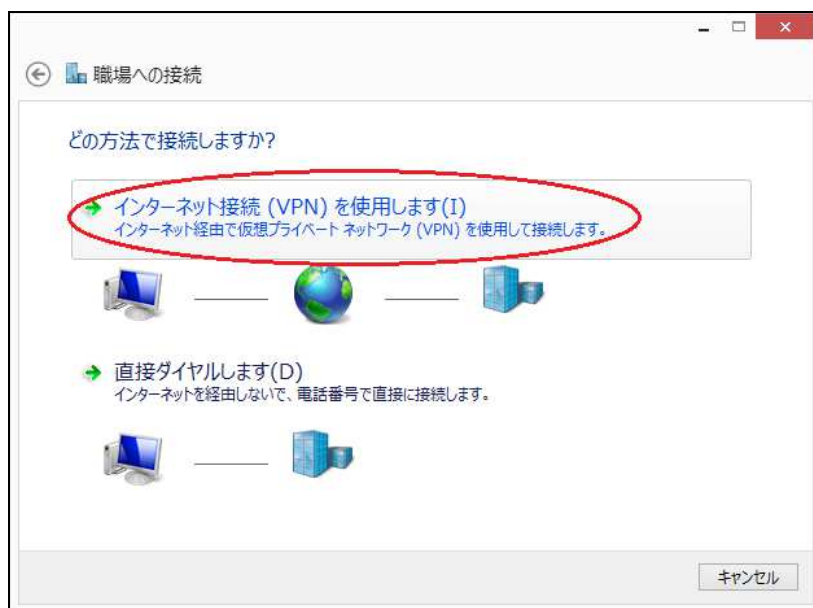 職場への接続
どの方法で接続しますか?
インターネット接続 (VPN) を使用します(I)
インターネット経由で仮想プライベート ネットワーク (VPN) を使用して接続します。
直接ダイヤルします(D)
インターネットを経由しないで、電話番号で直接に接続します。
キャンセル